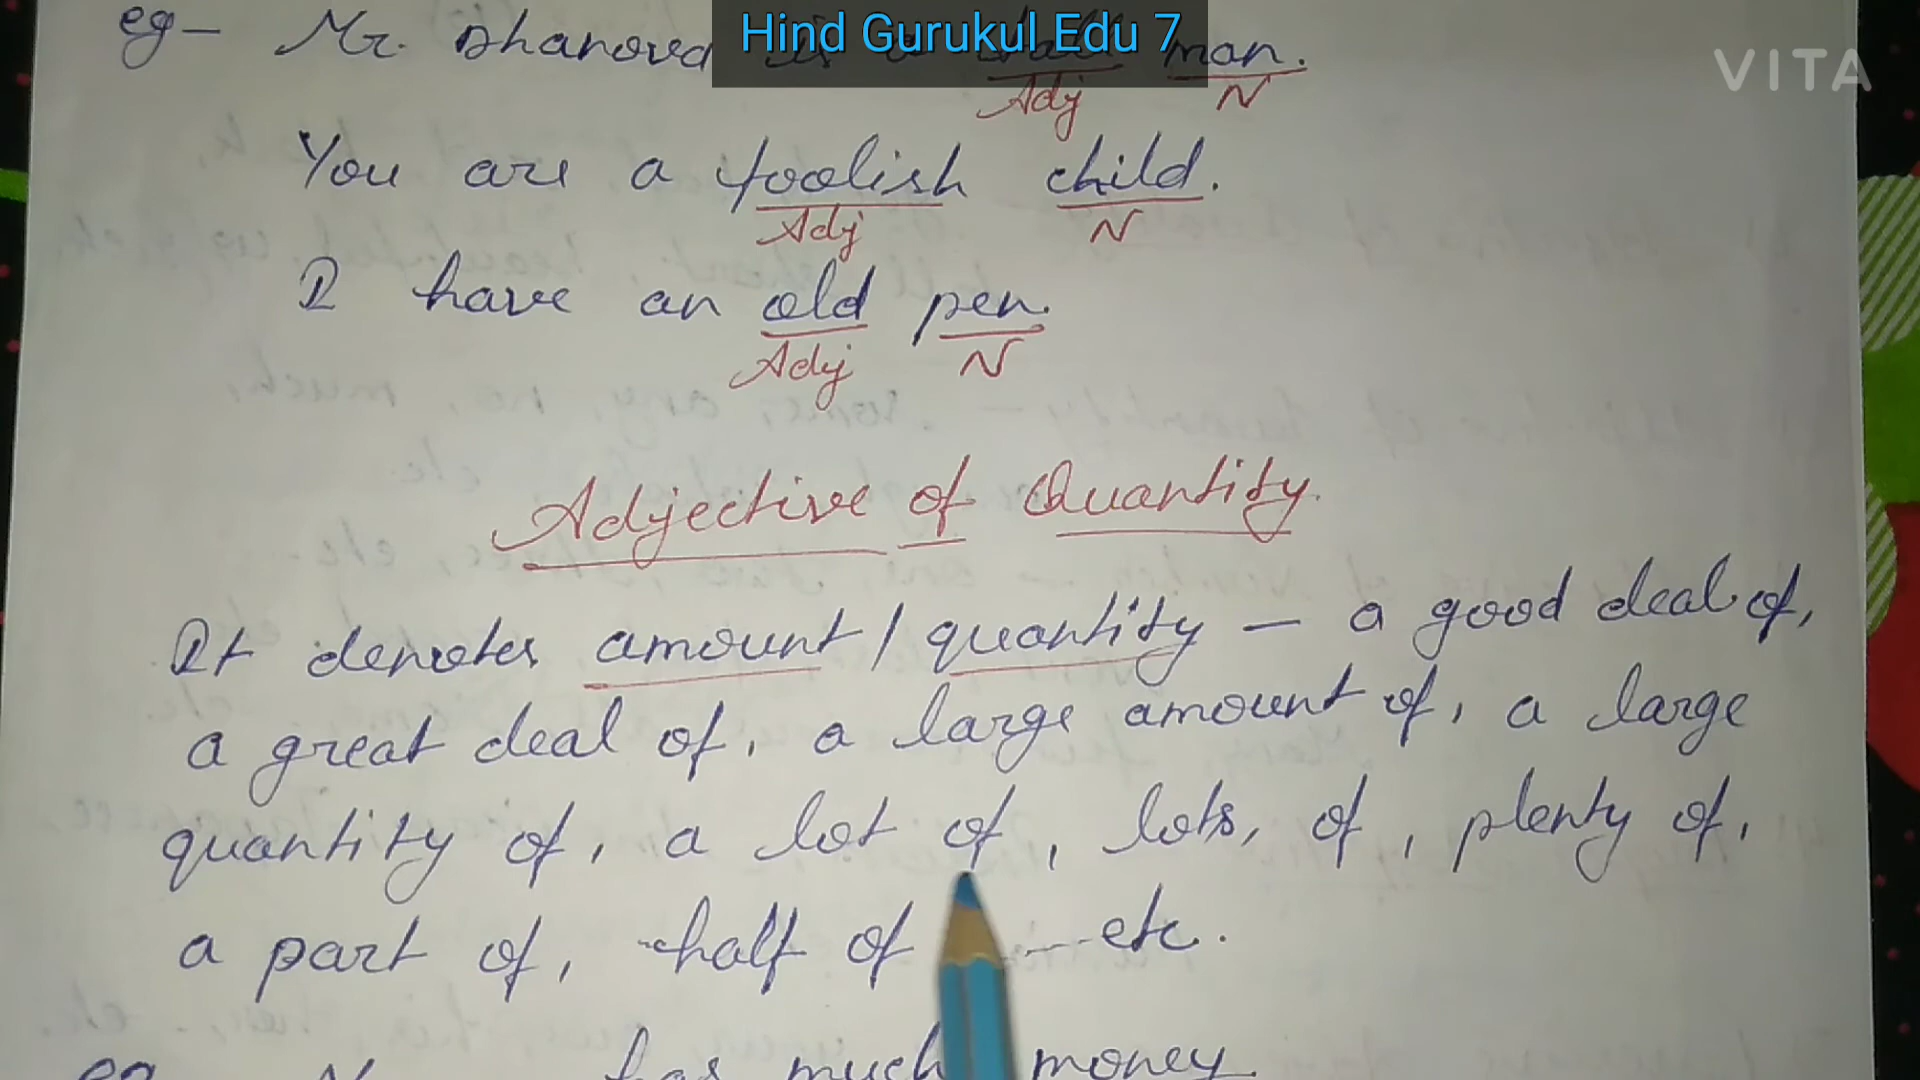 Hind Gurukul Edu 7
VITA
eg- Mr. man.
Adj N
You are a foolish child.
Adj N
I have an old pen.
Adj N
Adjective of Quantity.
It denotes amount / quantity - a good deal of,
a great deal of, a large amount of, a large
quantity of, a lot of, lots, of, plenty of,
a part of, half of etc.
has much money